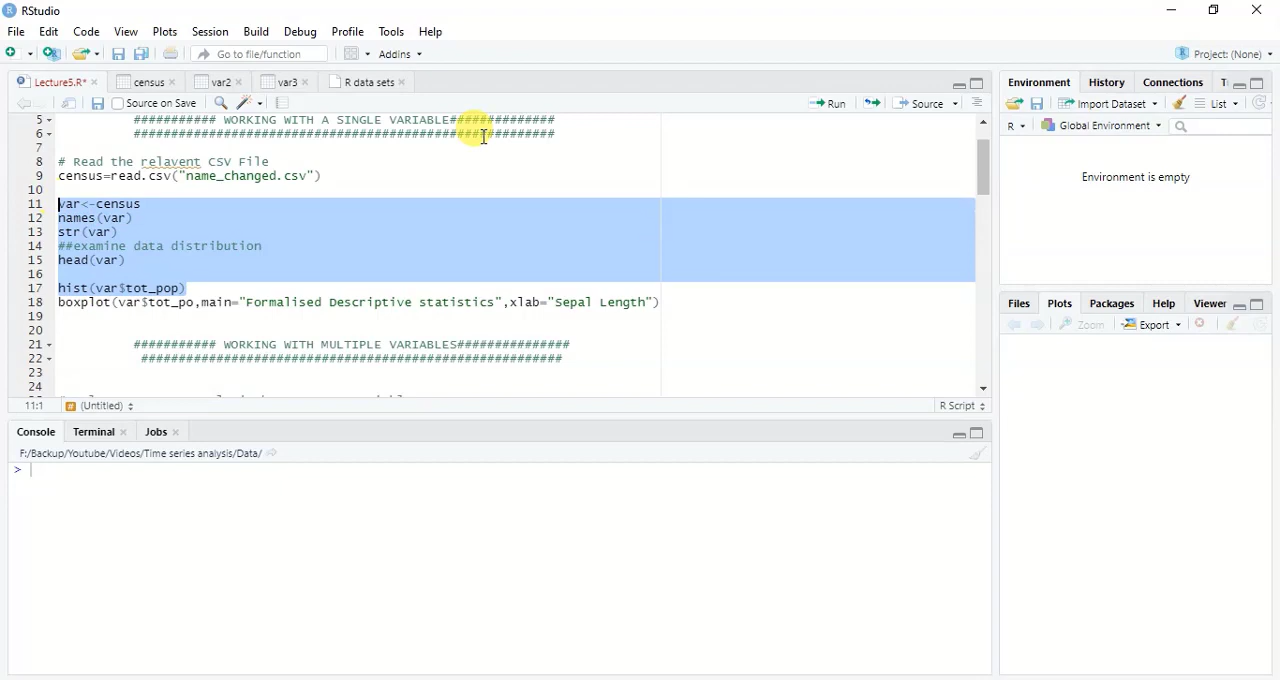 RStudio
File Edit Code View Plots Session Build Debug Profile Tools Help
Go to file/function Addins Project: (None)
Lecture5.R* census var2 var3 R data sets
Source on Save Run Source
5 ########### WORKING WITH A SINGLE VARIABLE##############
6 ########################################################
7
8 # Read the relavent CSV File
9 census=read.csv("name_changed.csv")
10
11 var<-census
12 names(var)
13 str(var)
14 ##examine data distribution
15 head(var)
16
17 hist(var$tot_pop)
18 boxplot(var$tot_po,main="Formalised Descriptive statistics",xlab="Sepal Length")
19
20
21 ########### WORKING WITH MULTIPLE VARIABLES###############
22 #########################################################
23
24
11:1 (Untitled) R Script
Console Terminal Jobs
F:/Backup/Youtube/Videos/Time series analysis/Data/
>
Environment History Connections
Import Dataset List
R Global Environment
Environment is empty
Files Plots Packages Help Viewer
Zoom Export